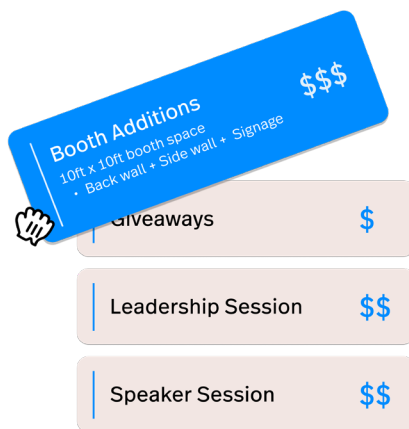 Booth Additions $$$
10ft x 10ft booth space
• Back wall + Side wall + Signage
Giveaways $
Leadership Session $$
Speaker Session $$